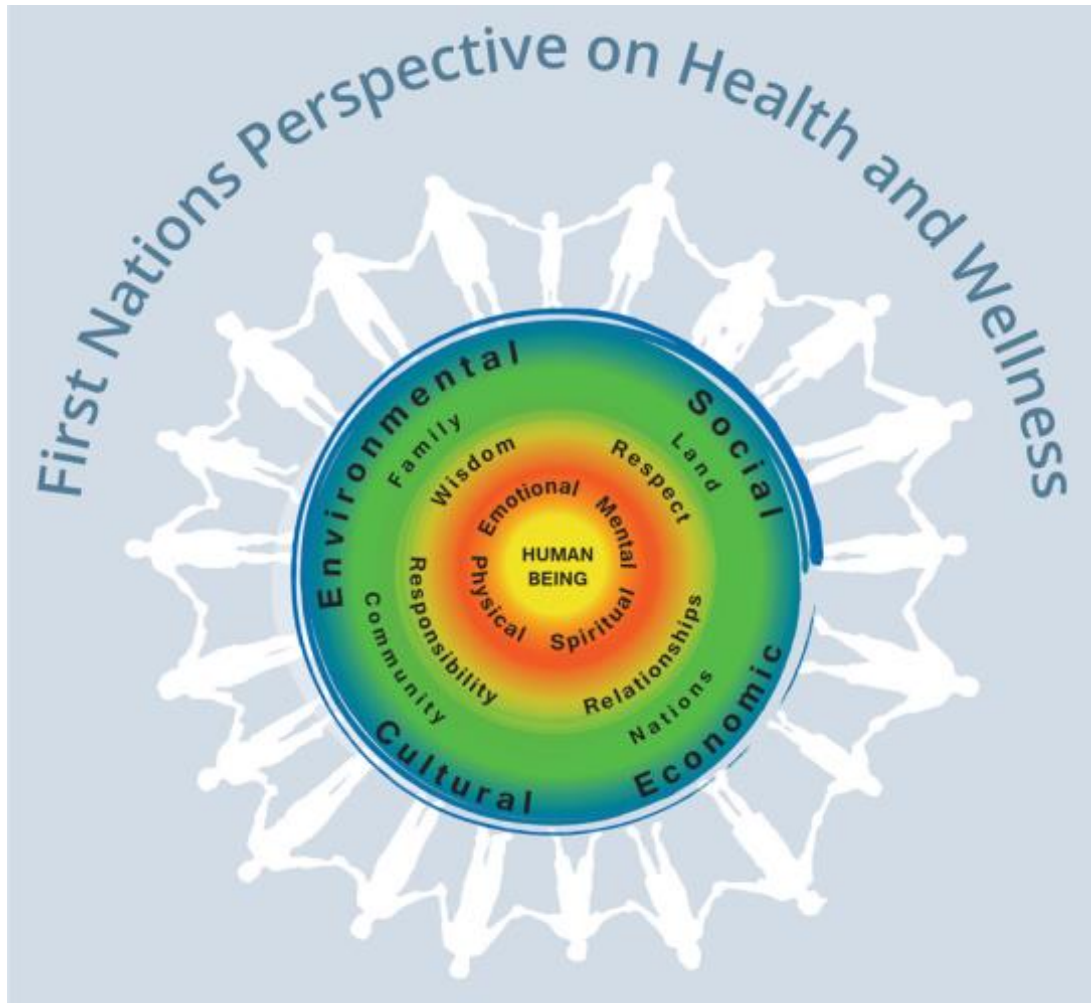 First Nations Perspective on Health and Wellness
HUMAN
BEING
Emotional
Mental
Spiritual
Physical
Wisdom
Respect
Relationships
Responsibility
Family
Land
Nations
Community
Environmental
Social
Economic
Cultural